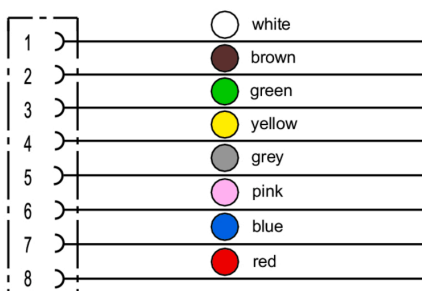 white
1
brown
2
green
3
yellow
4
grey
5
pink
6
blue
7
red
8